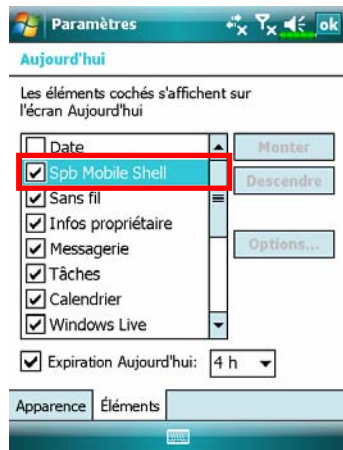 Paramètres ok
Aujourd'hui
Les éléments cochés s'affichent sur
l'écran Aujourd'hui
Date
Spb Mobile Shell
Sans fil
Infos propriétaire
Messagerie
Tâches
Calendrier
Windows Live
Monter
Descendre
Options...
Expiration Aujourd'hui: 4 h
Apparence Éléments